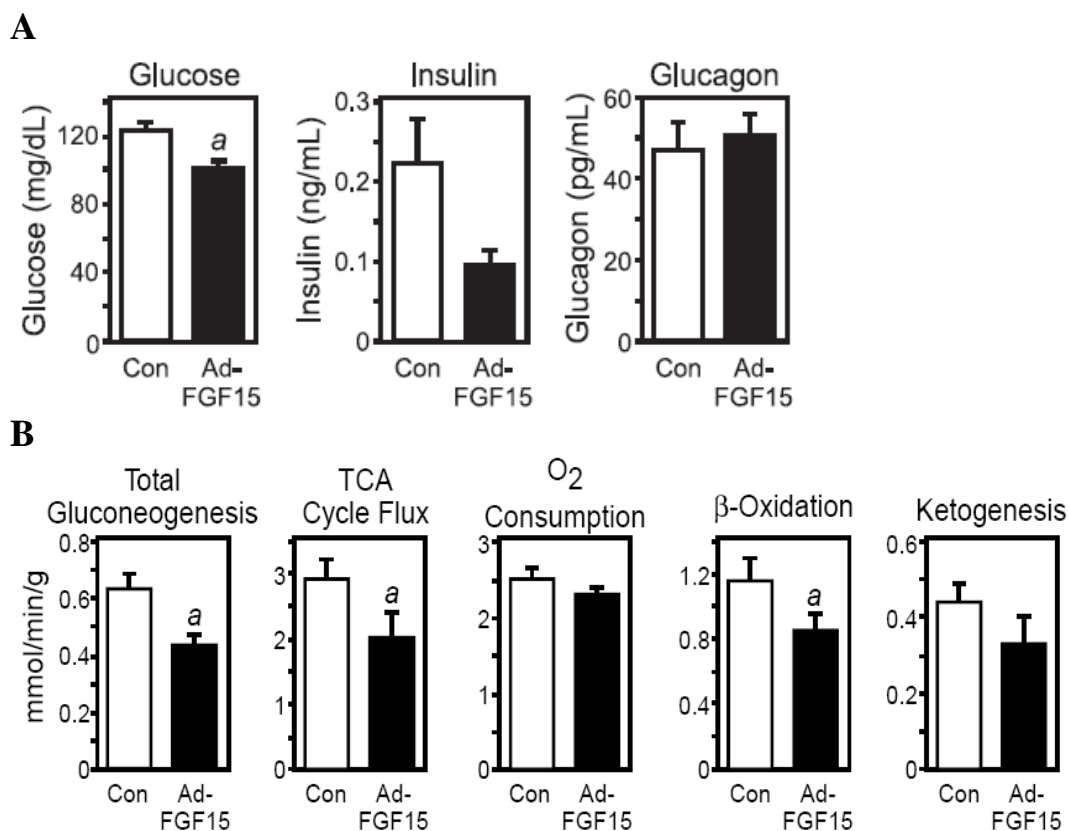 A
Glucose
Insulin
Glucagon
Glucose (mg/dL)
120
80
40
0
a
Con
Ad-
FGF15
Insulin (ng/mL)
0.3
0.2
0.1
0
Con
Ad-
FGF15
Glucagon (pg/mL)
60
40
20
0
Con
Ad-
FGF15
B
Total
Gluconeogenesis
TCA
Cycle Flux
O2
Consumption
β-Oxidation
Ketogenesis
mmol/min/g
0.8
0.6
0.4
0.2
0
a
Con
Ad-
FGF15
3
2
1
0
a
Con
Ad-
FGF15
3
2
1
0
Con
Ad-
FGF15
1.2
0.8
0.4
0
a
Con
Ad-
FGF15
0.6
0.4
0.2
0
Con
Ad-
FGF15